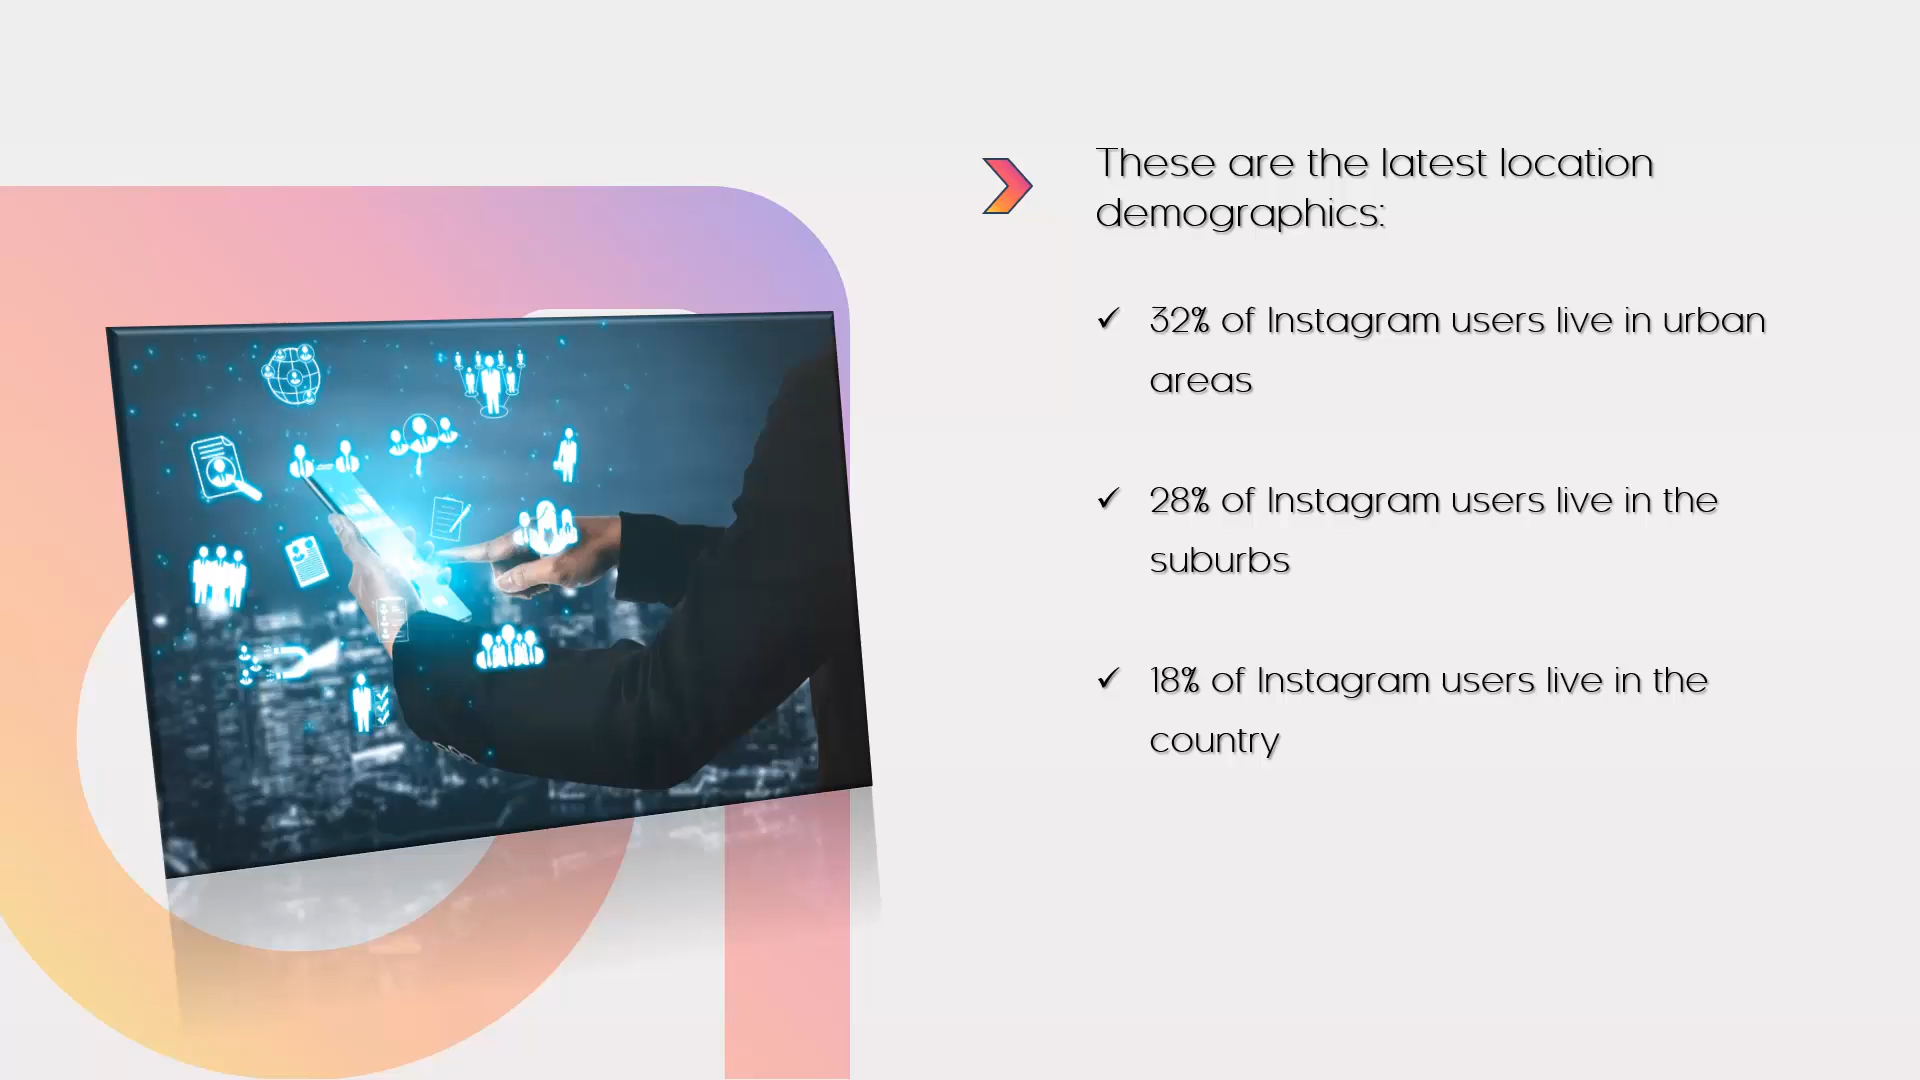 These are the latest location
demographics:
32% of Instagram users live in urban
areas
28% of Instagram users live in the
suburbs
18% of Instagram users live in the
country